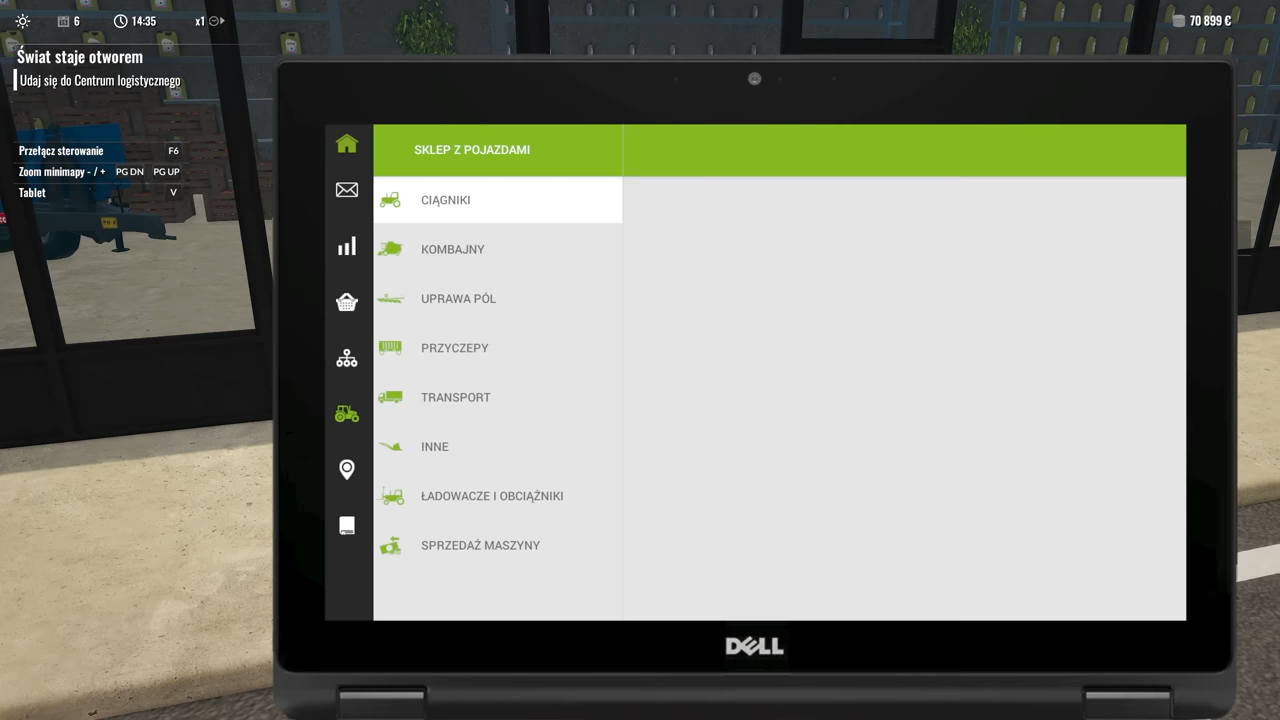 6
14:35
x1
70 899 €
Świat staje otworem
Udaj się do Centrum logistycznego
Przełącz sterowanie F6
Zoom minimapy - / + PG DN PG UP
Tablet V
SKLEP Z POJAZDAMI
CIĄGNIKI
KOMBAJNY
UPRAWA PÓL
PRZYCZEPY
TRANSPORT
INNE
ŁADOWACZE I OBCIĄŻNIKI
SPRZEDAŻ MASZYNY
DELL